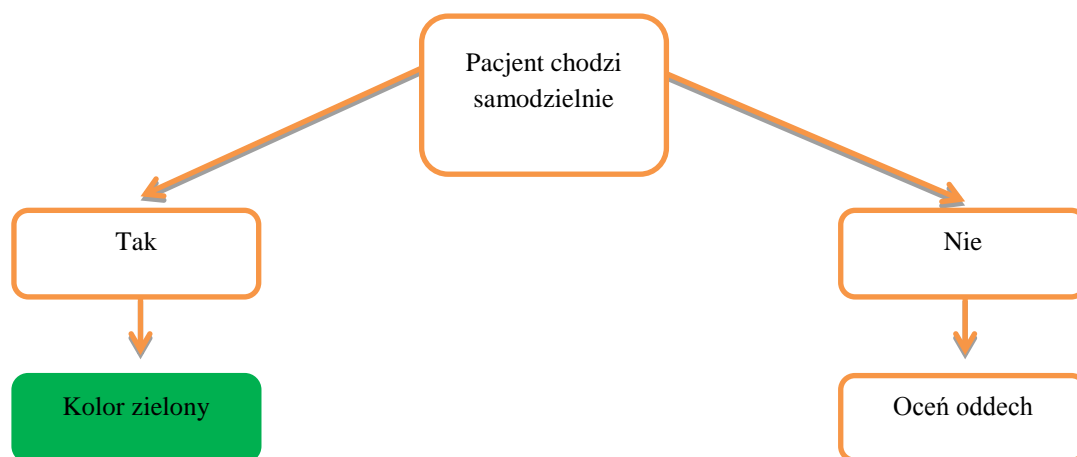 Pacjent chodzi
samodzielnie
Tak
Nie
Kolor zielony
Oceń oddech